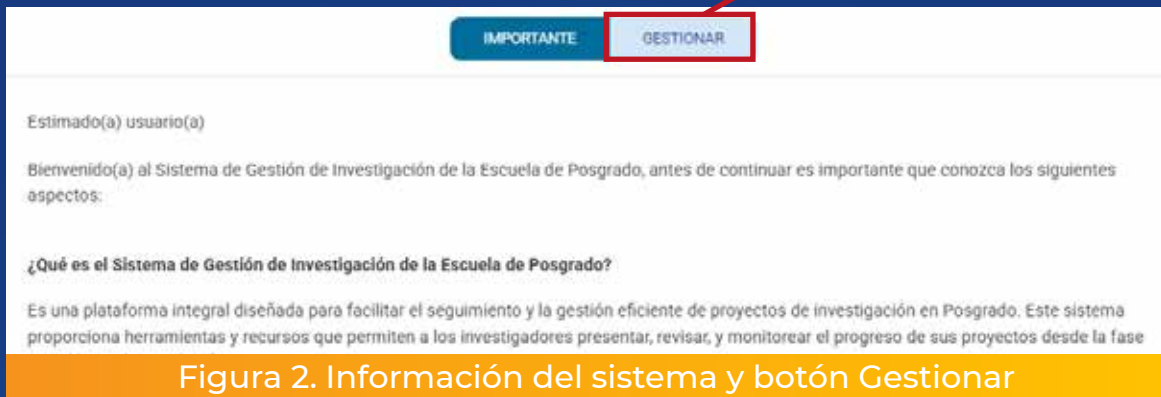 IMPORTANTE
GESTIONAR
Estimado(a) usuario(a)
Bienvenido(a) al Sistema de Gestión de Investigación de la Escuela de Posgrado, antes de continuar es importante que conozca los siguientes
aspectos:
¿Qué es el Sistema de Gestión de Investigación de la Escuela de Posgrado?
Es una plataforma integral diseñada para facilitar el seguimiento y la gestión eficiente de proyectos de investigación en Posgrado. Este sistema
proporciona herramientas y recursos que permiten a los investigadores presentar, revisar, y monitorear el progreso de sus proyectos desde la fase
Figura 2. Información del sistema y botón Gestionar